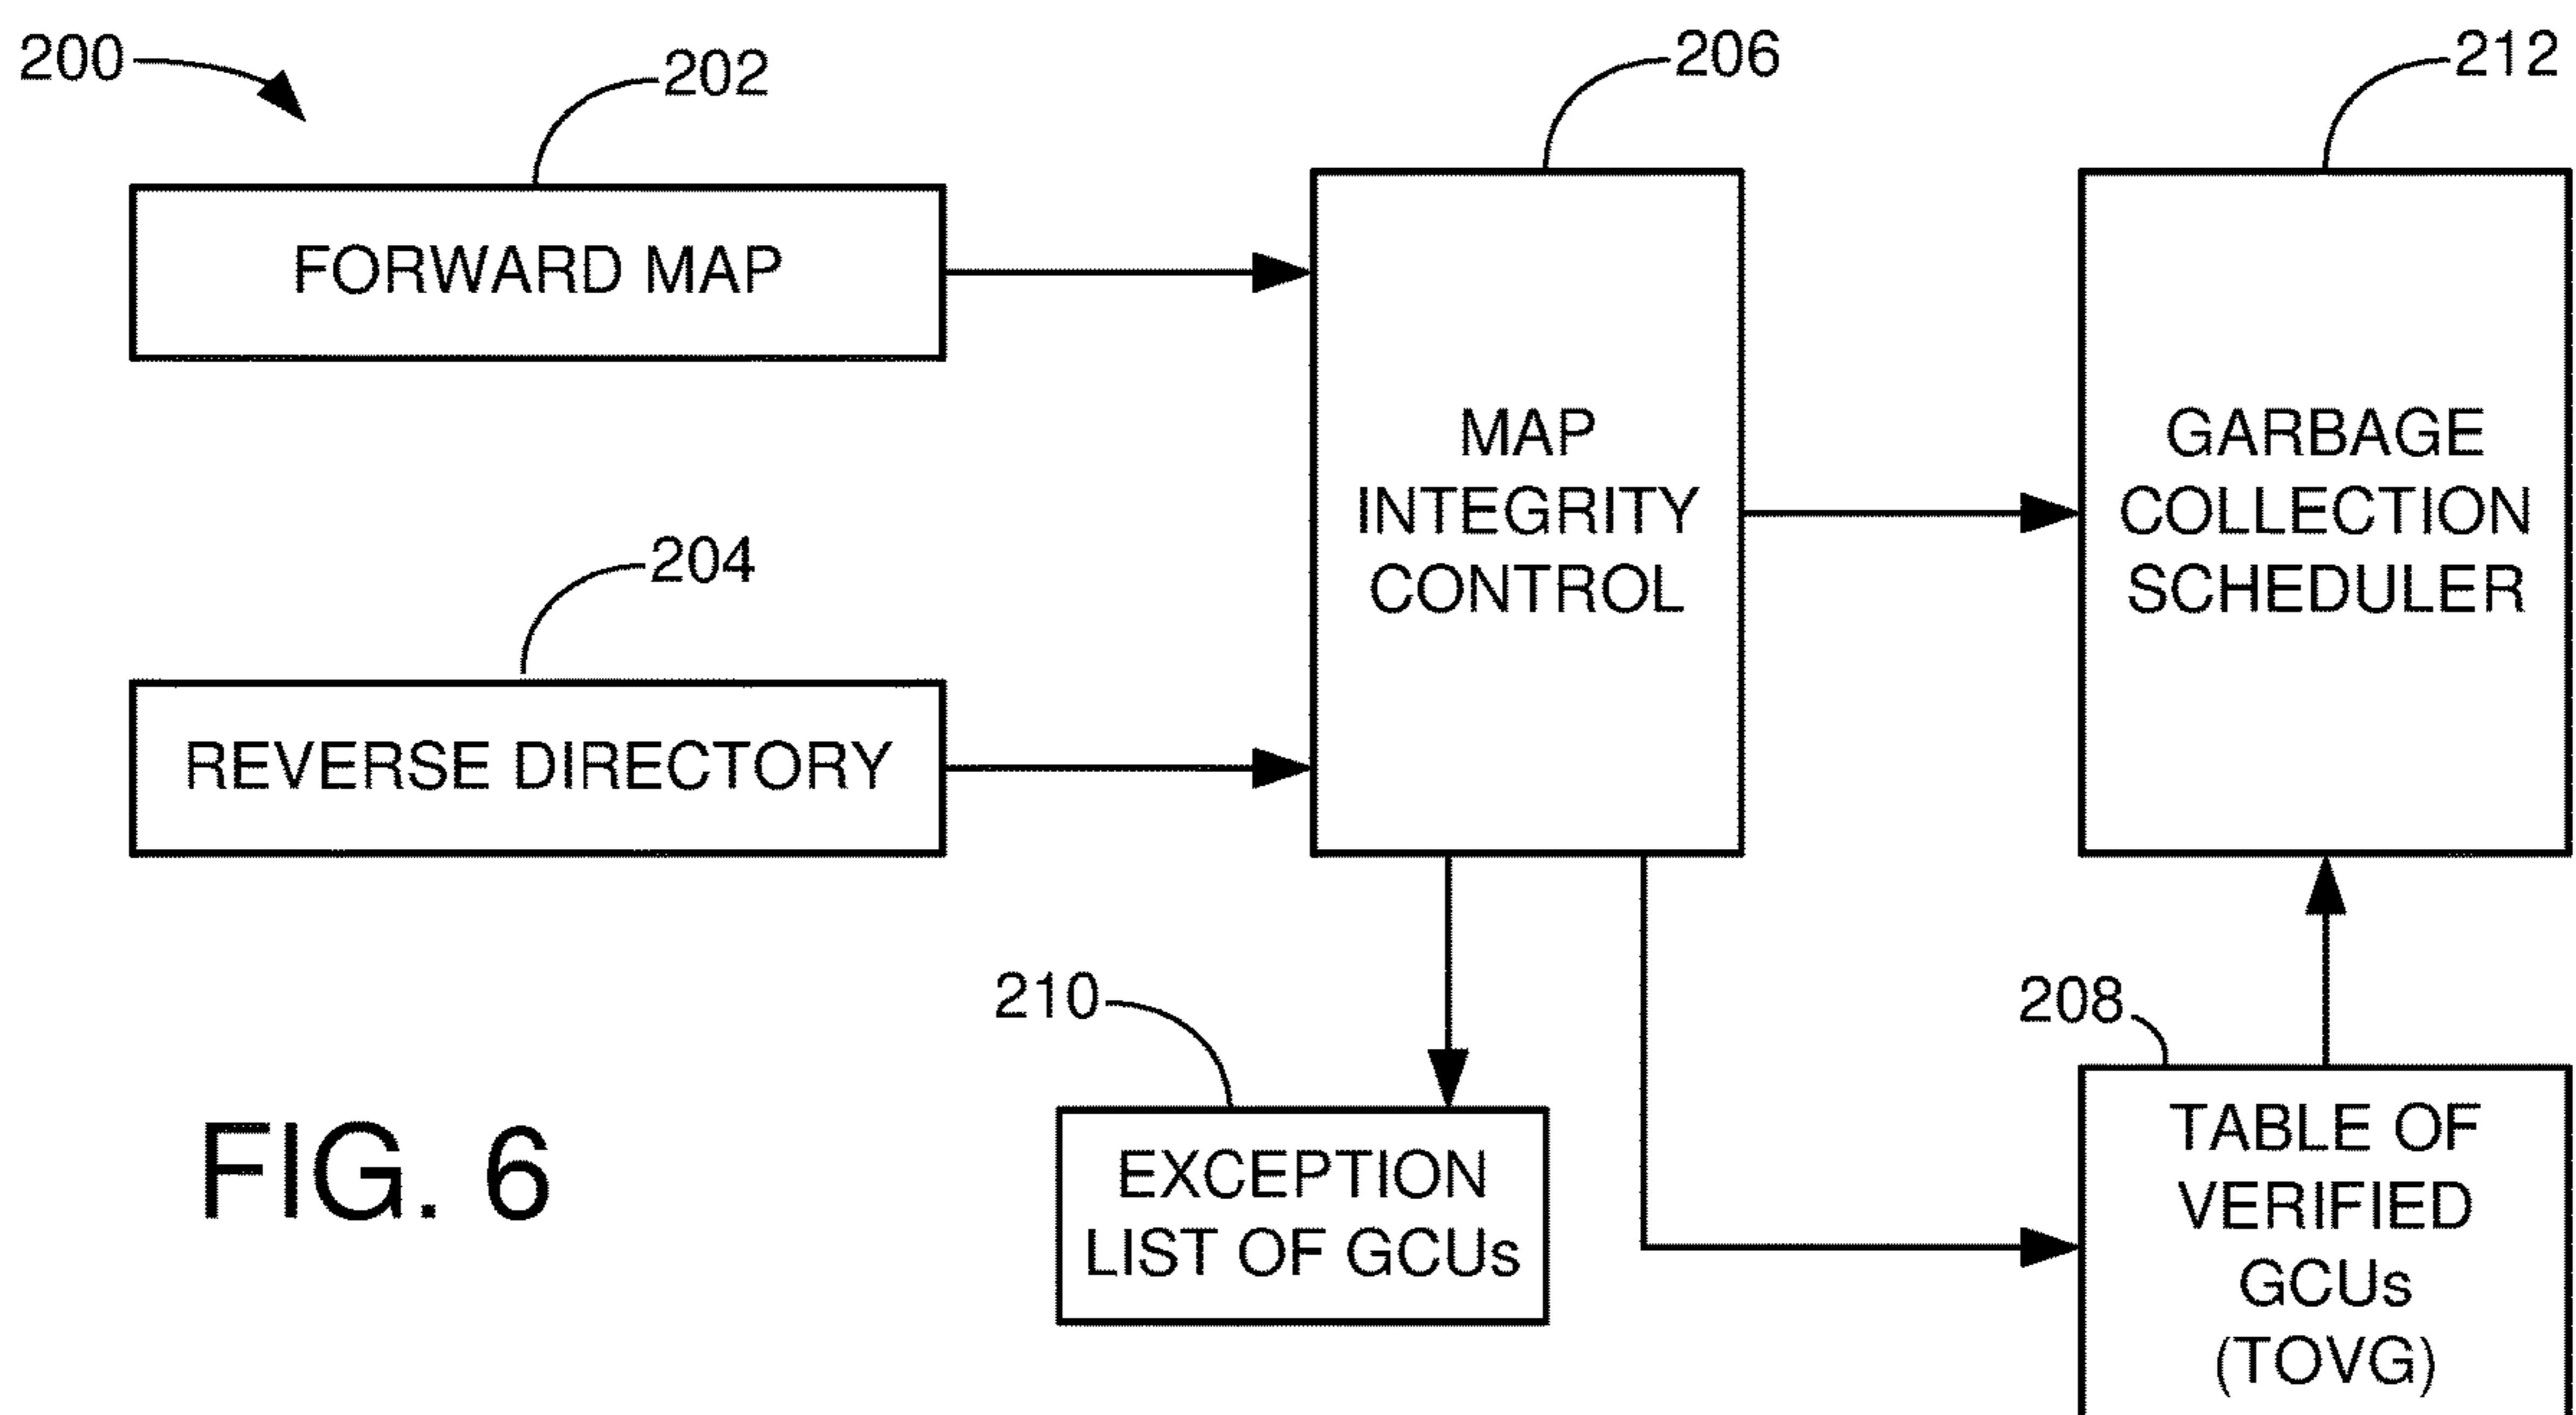 200
202
206
212
FORWARD MAP
MAP
INTEGRITY
CONTROL
GARBAGE
COLLECTION
SCHEDULER
204
REVERSE DIRECTORY
210
208
EXCEPTION
LIST OF GCUs
TABLE OF
VERIFIED
GCUs
(TOVG)
FIG. 6